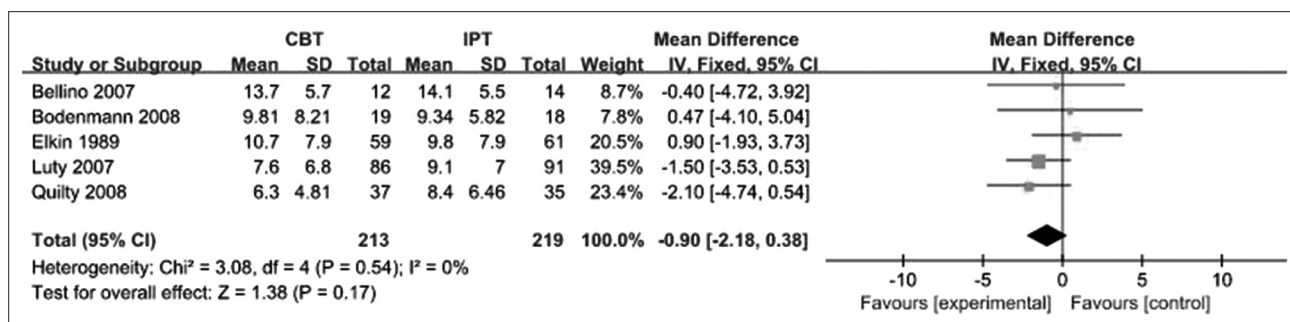 CBT IPT Mean Difference Mean Difference
Study or Subgroup Mean SD Total Mean SD Total Weight IV, Fixed, 95% CI IV, Fixed, 95% CI
Bellino 2007 13.7 5.7 12 14.1 5.5 14 8.7% -0.40 [-4.72, 3.92]
Bodenmann 2008 9.81 8.21 19 9.34 5.82 18 7.8% 0.47 [-4.10, 5.04]
Elkin 1989 10.7 7.9 59 9.8 7.9 61 20.5% 0.90 [-1.93, 3.73]
Luty 2007 7.6 6.8 86 9.1 7 91 39.5% -1.50 [-3.53, 0.53]
Quilty 2008 6.3 4.81 37 8.4 6.46 35 23.4% -2.10 [-4.74, 0.54]
Total (95% CI) 213 219 100.0% -0.90 [-2.18, 0.38]
Heterogeneity: Chi² = 3.08, df = 4 (P = 0.54); I² = 0%
Test for overall effect: Z = 1.38 (P = 0.17)
-10 -5 0 5 10
Favours [experimental] Favours [control]